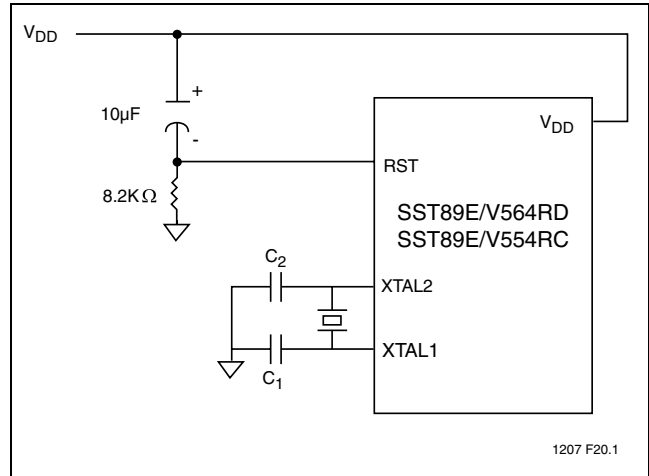 VDD
+
10µF
-
8.2KΩ
VDD
RST
SST89E/V564RD
SST89E/V554RC
C2
XTAL2
XTAL1
C1
1207 F20.1